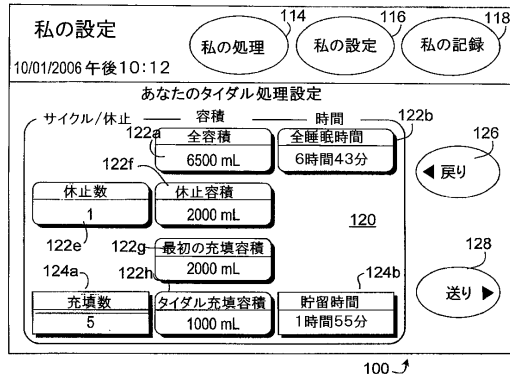 私の設定
10/01/2006 午後10:12
114
私の処理
116
私の設定
118
私の記録
あなたのタイダル処理設定
サイクル/休止
容積
時間
122a
全容積
6500 mL
全睡眠時間
6時間43分
122b
122f
休止数
1
休止容積
2000 mL
120
126
戻り
122e
122g
最初の充填容積
2000 mL
124a
122h
124b
128
充填数
5
タイダル充填容積
1000 mL
貯留時間
1時間55分
送り
100